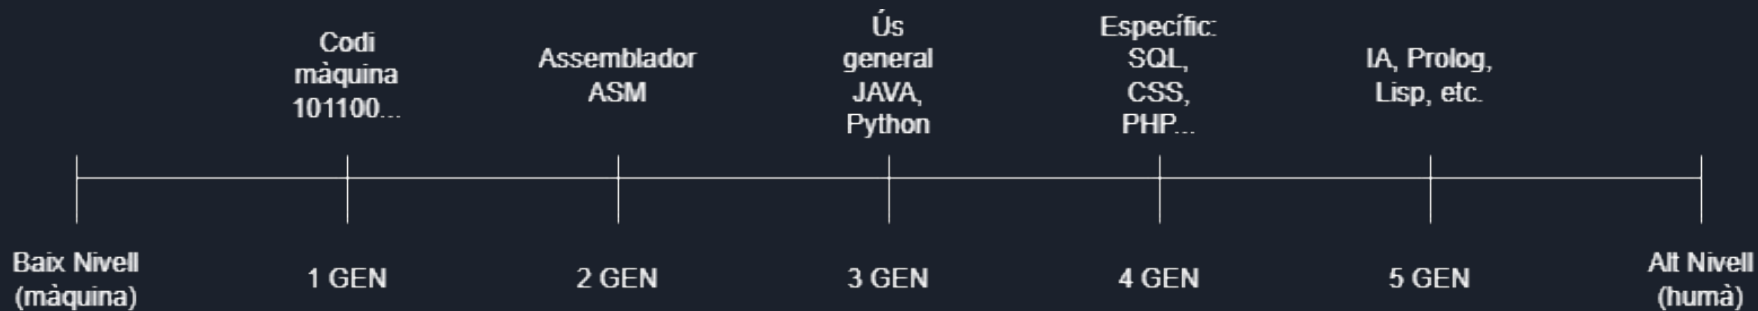 Codi
màquina
101100...
Assemblador
ASM
Ús
general
JAVA,
Python
Específic:
SQL,
CSS,
PHP...
IA, Prolog,
Lisp, etc.
Baix Nivell
(màquina)
1 GEN
2 GEN
3 GEN
4 GEN
5 GEN
Alt Nivell
(humà)